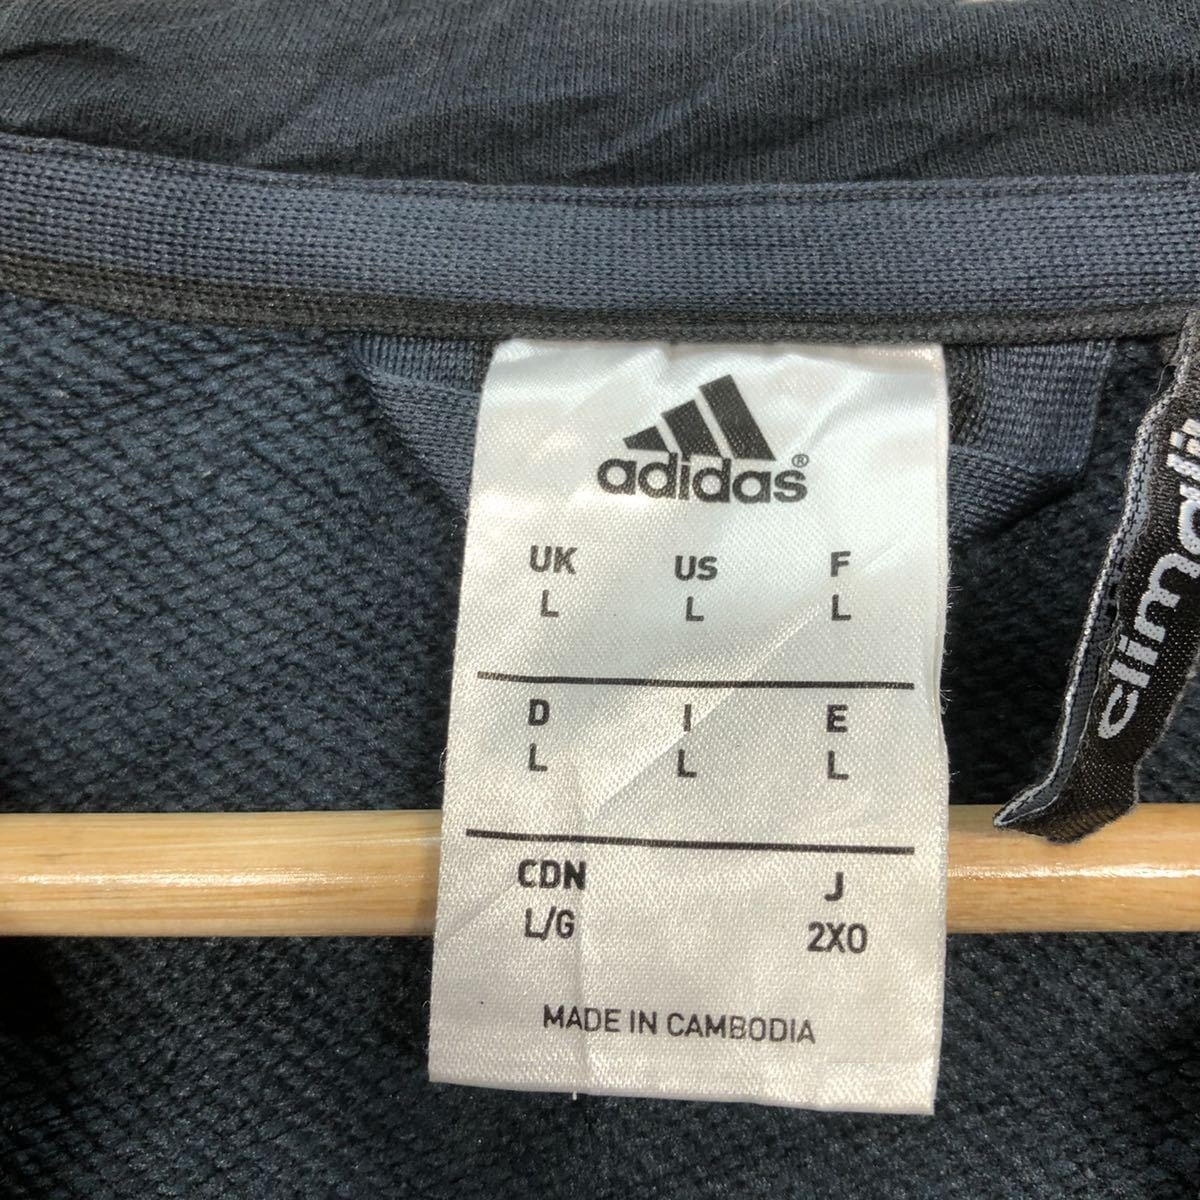 adidas®
UK US F
L L L
D I E
L L L
CDN J
L/G 2XO
MADE IN CAMBODIA